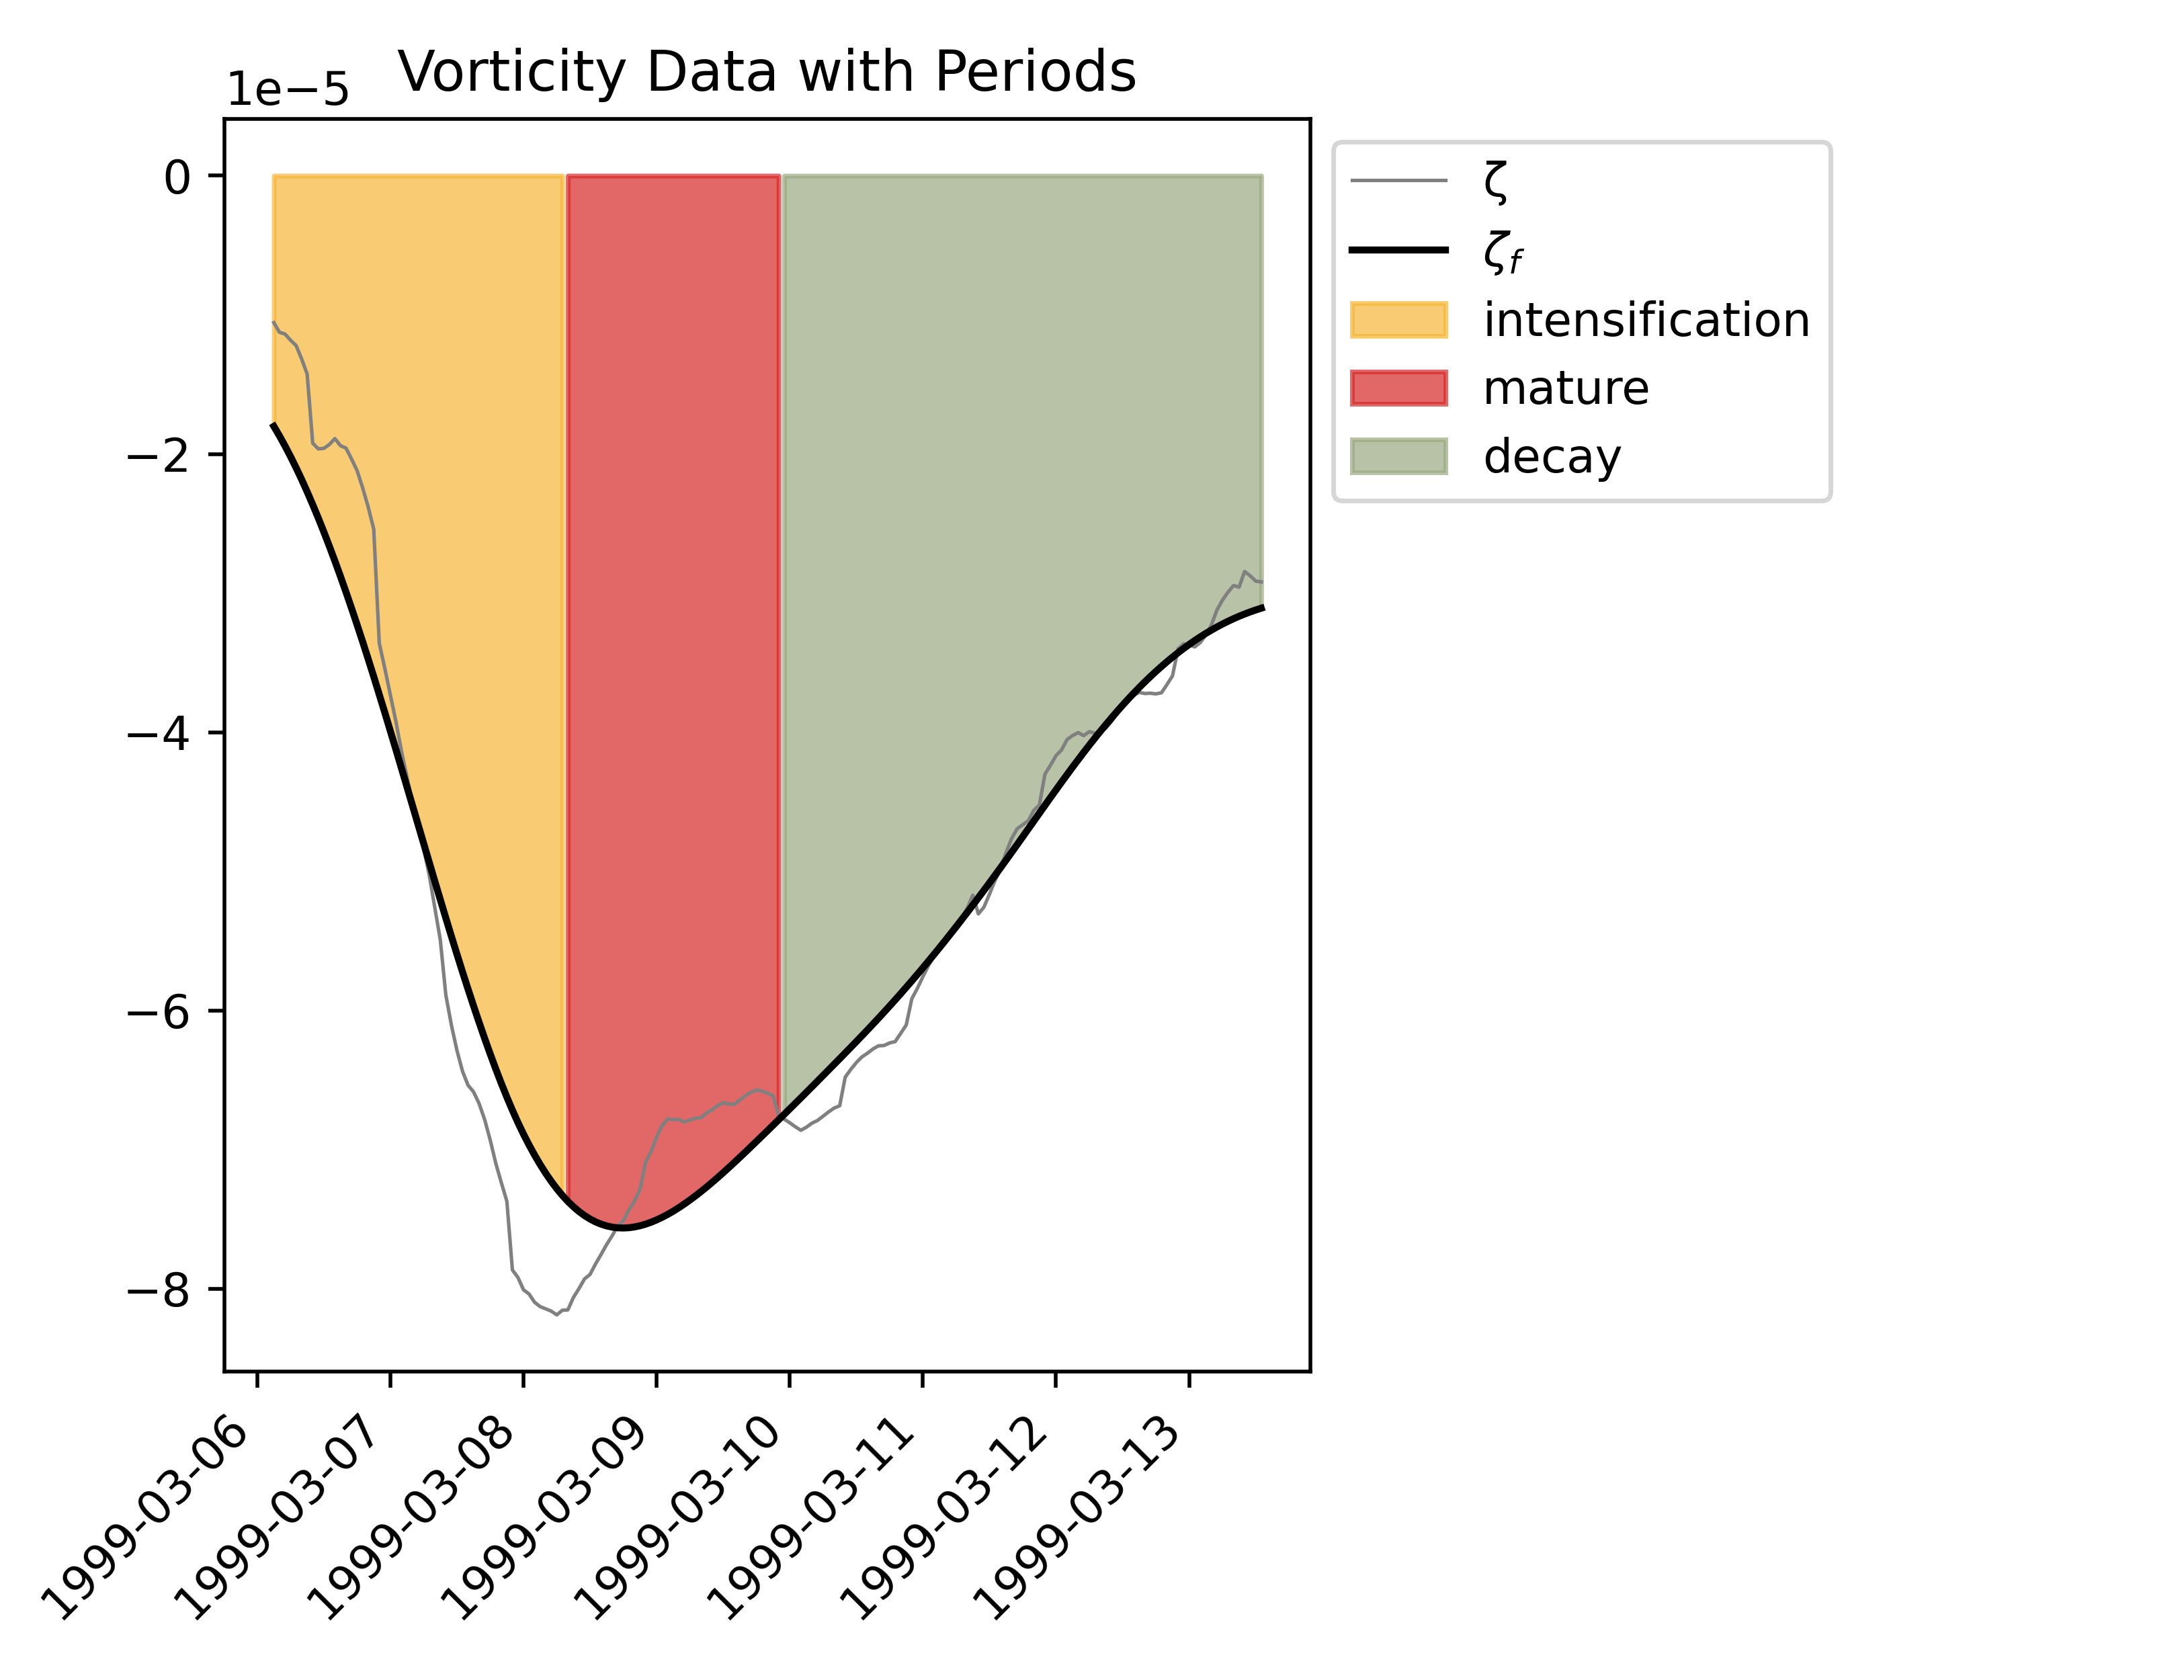 Vorticity Data with Periods
1e−5
0
−2
−4
−6
−8
1999-03-06
1999-03-07
1999-03-08
1999-03-09
1999-03-10
1999-03-11
1999-03-12
1999-03-13
ζ
ζf
intensification
mature
decay